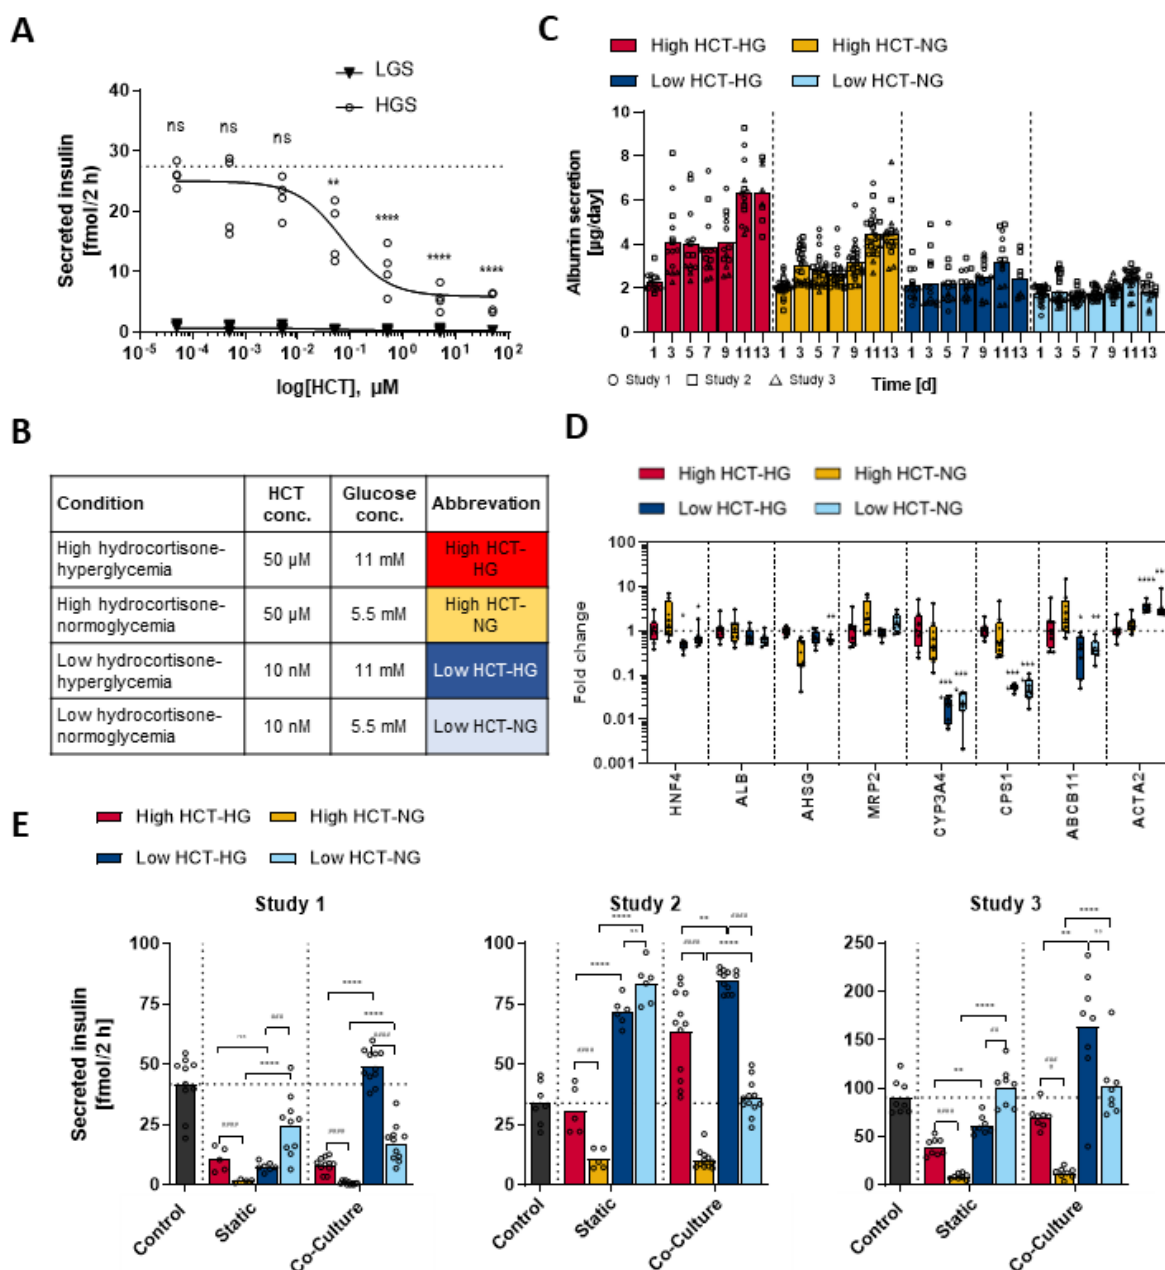 A
LGS
HGS
40
30
20
10
0
ns
ns
ns
**
****
****
****
Secreted insulin
[fmol/2 h]
10-5 10-4 10-3 10-2 10-1 100 101 102
log[HCT], µM
B
Condition HCT conc. Glucose conc. Abbrevation
High hydrocortisone-hyperglycemia 50 µM 11 mM High HCT-HG
High hydrocortisone-normoglycemia 50 µM 5.5 mM High HCT-NG
Low hydrocortisone-hyperglycemia 10 nM 11 mM Low HCT-HG
Low hydrocortisone-normoglycemia 10 nM 5.5 mM Low HCT-NG
C
High HCT-HG High HCT-NG
Low HCT-HG Low HCT-NG
Albumin secretion
[µg/day]
10
8
6
4
2
0
1 3 5 7 9 11 13 1 3 5 7 9 11 13 1 3 5 7 9 11 13 1 3 5 7 9 11 13
Study 1 Study 2 Study 3 Time [d]
D
High HCT-HG High HCT-NG
Low HCT-HG Low HCT-NG
Fold change
100
10
1
0.1
0.01
0.001
HNF4 ALB AHSG MRP2 CYP3A4 CPS1 ABCB11 ACTA2
E
High HCT-HG High HCT-NG
Low HCT-HG Low HCT-NG
Secreted insulin
[fmol/2 h]
Study 1
100
75
50
25
0
****
****
****
Control Static Co-Culture
Study 2
100
75
50
25
0
****
****
**
****
Control Static Co-Culture
Study 3
250
200
150
100
50
0
****
**
****
**
Control Static Co-Culture